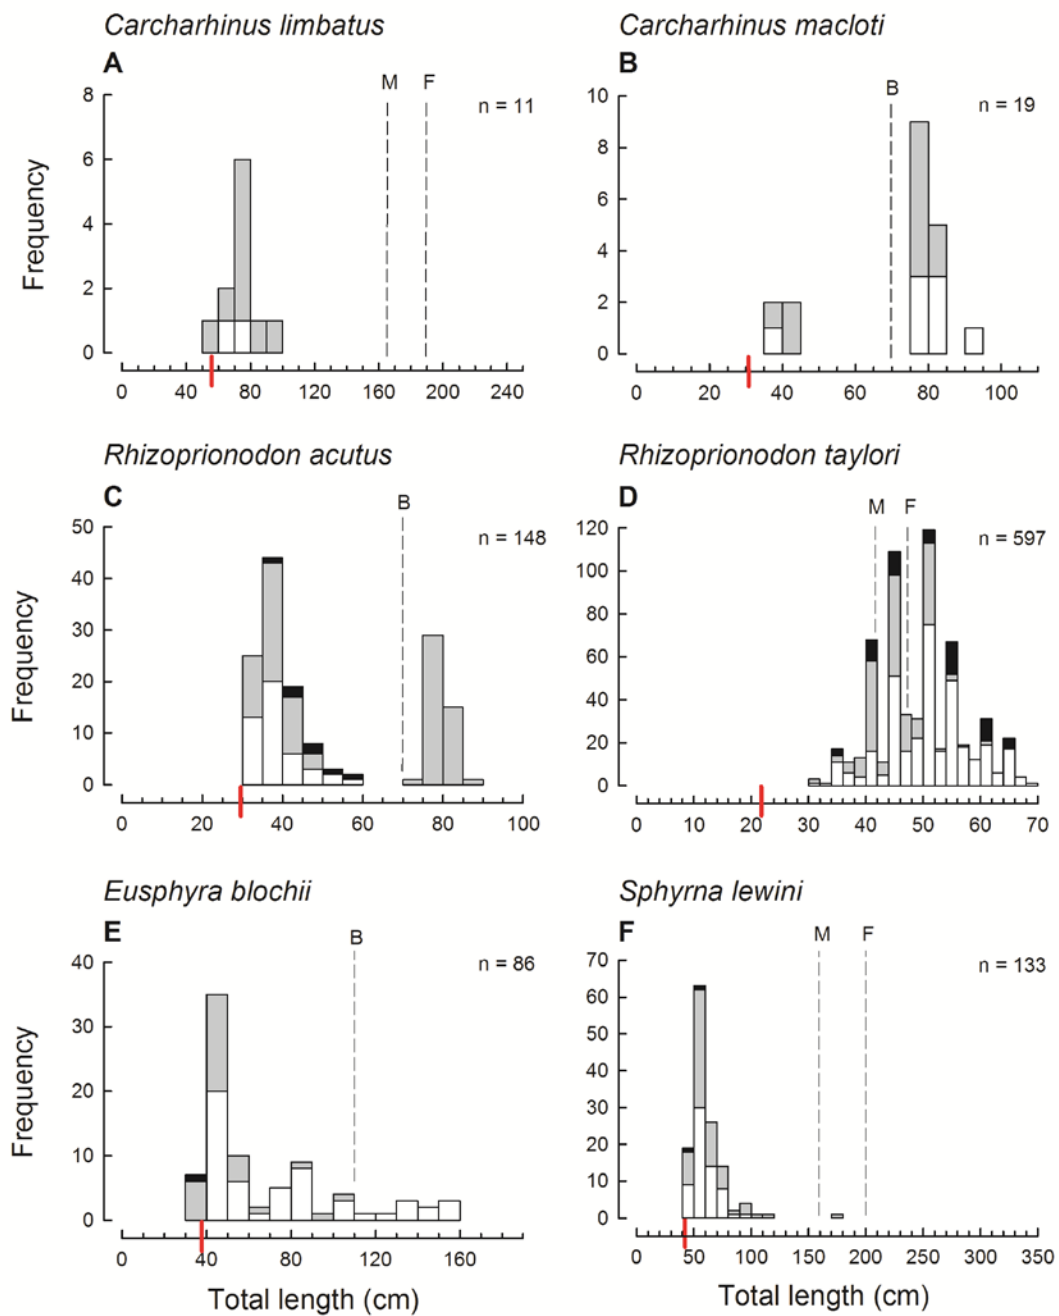 Carcharhinus limbatus
A
M F
n = 11
8
6
4
2
0
Frequency
0 40 80 120 160 200 240
Carcharhinus macloti
B
B
n = 19
10
8
6
4
2
0
0 20 40 60 80 100
Rhizoprionodon acutus
C
B
n = 148
50
40
30
20
10
0
Frequency
0 20 40 60 80 100
Rhizoprionodon taylori
D
M F
n = 597
120
100
80
60
40
20
0
0 10 20 30 40 50 60 70
Eusphyra blochii
E
B
n = 86
40
30
20
10
0
Frequency
0 40 80 120 160
Total length (cm)
Sphyrna lewini
F
M F
n = 133
70
60
50
40
30
20
10
0
0 50 100 150 200 250 300 350
Total length (cm)